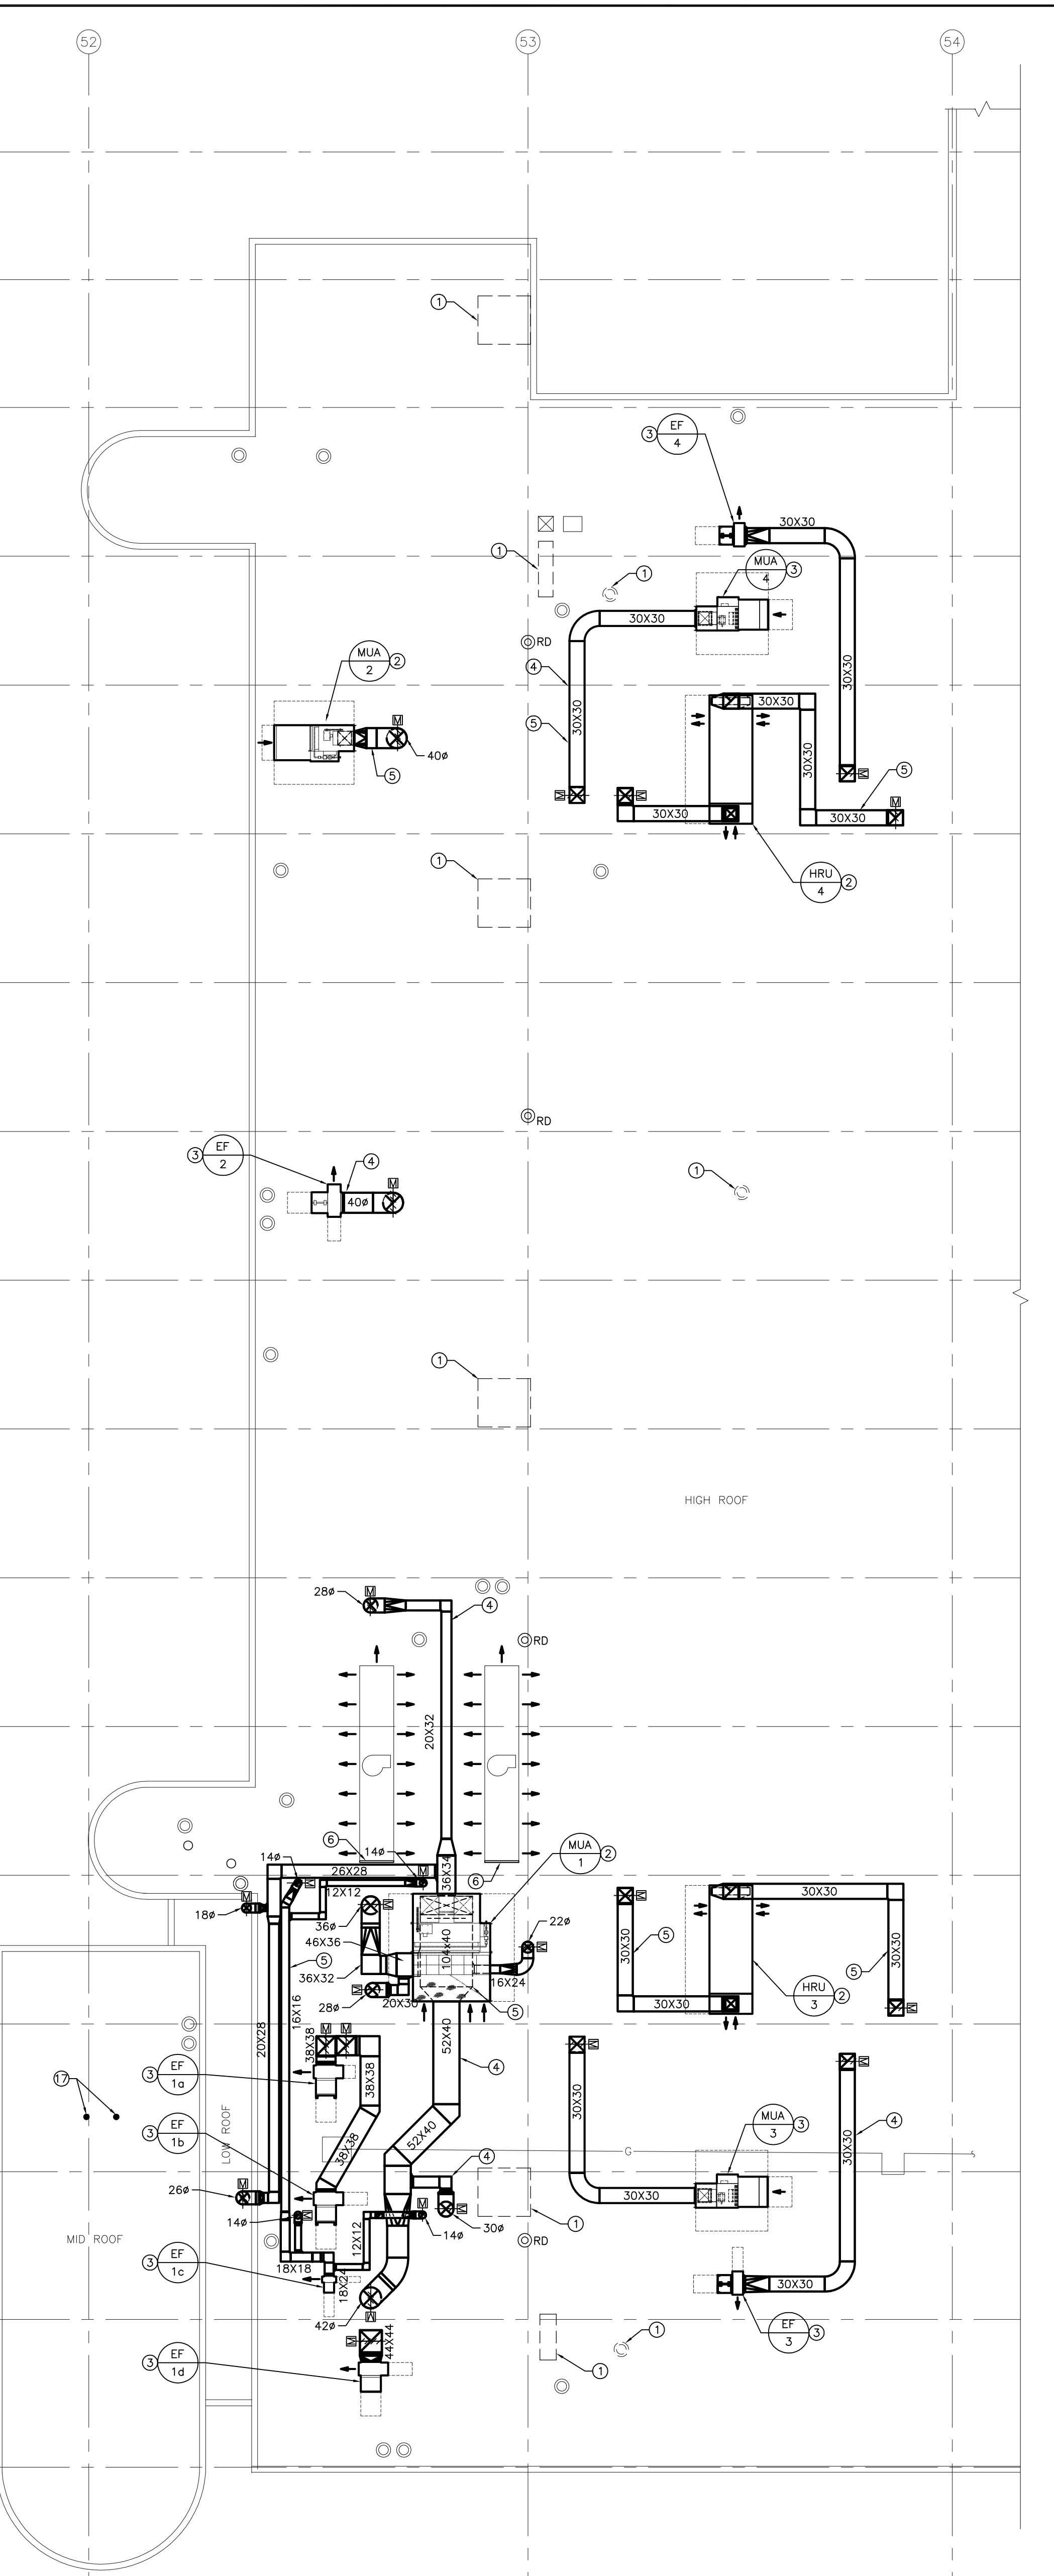 52
53
54
1
EF
4
3
30X30
1
1
MUA
4
3
30X30
RD
MUA
2
2
4
30X30
30X30
30X30
5
5
30X30
5
M
M
40ø
M
M
M
M
30X30
30X30
1
HRU
4
2
RD
EF
2
3
4
M
40ø
1
1
HIGH ROOF
28ø
M
4
RD
20X32
6
14ø
14ø
26X28
M
M
12X12
36X34
6
MUA
1
2
M
18ø
36ø
M
46X36
104x40
22ø
M
M
30X30
30X30
5
5
30X30
5
36X32
16X24
16X16
28ø
M
20X30
5
30X30
HRU
3
2
M
20X28
38X38
M
M
52X40
M
M
EF
1a
3
38X38
4
17
EF
1b
3
LOW ROOF
38X38
52X40
G
30X30
MUA
3
3
30X30
4
4
26ø
M
30X30
14ø
M
M
14ø
30ø
M
1
12X12
MID ROOF
RD
EF
1c
3
18X18
18X24
42ø
M
30X30
EF
3
3
M
44X44
1
1
EF
1d
3